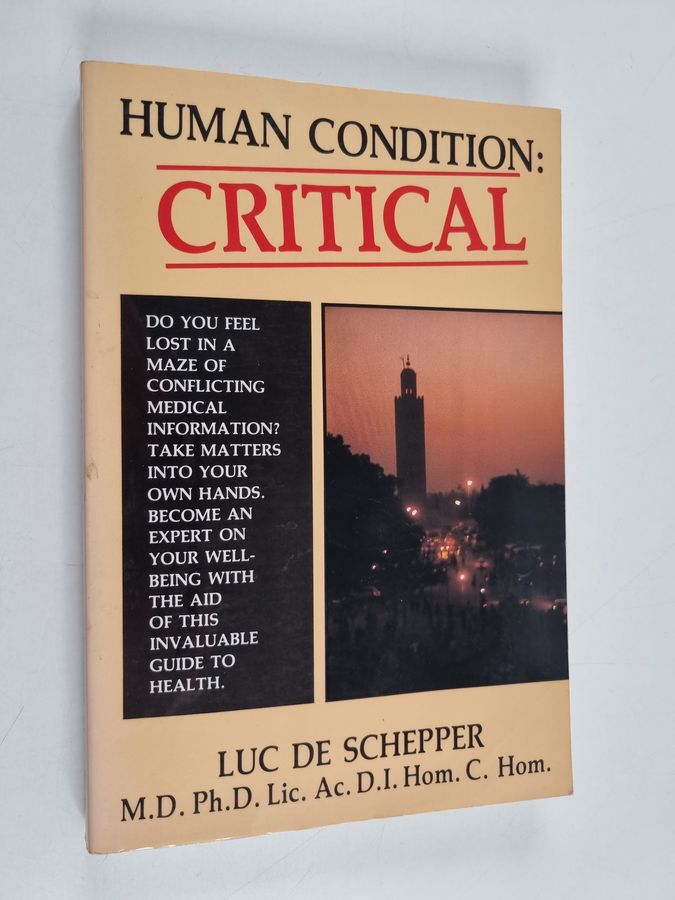 HUMAN CONDITION:
CRITICAL
DO YOU FEEL
LOST IN A
MAZE OF
CONFLICTING
MEDICAL
INFORMATION?
TAKE MATTERS
INTO YOUR
OWN HANDS.
BECOME AN
EXPERT ON
YOUR WELL-
BEING WITH
THE AID
OF THIS
INVALUABLE
GUIDE TO
HEALTH.
LUC DE SCHEPPER
M.D. Ph.D. Lic. Ac. D.I. Hom. C. Hom.